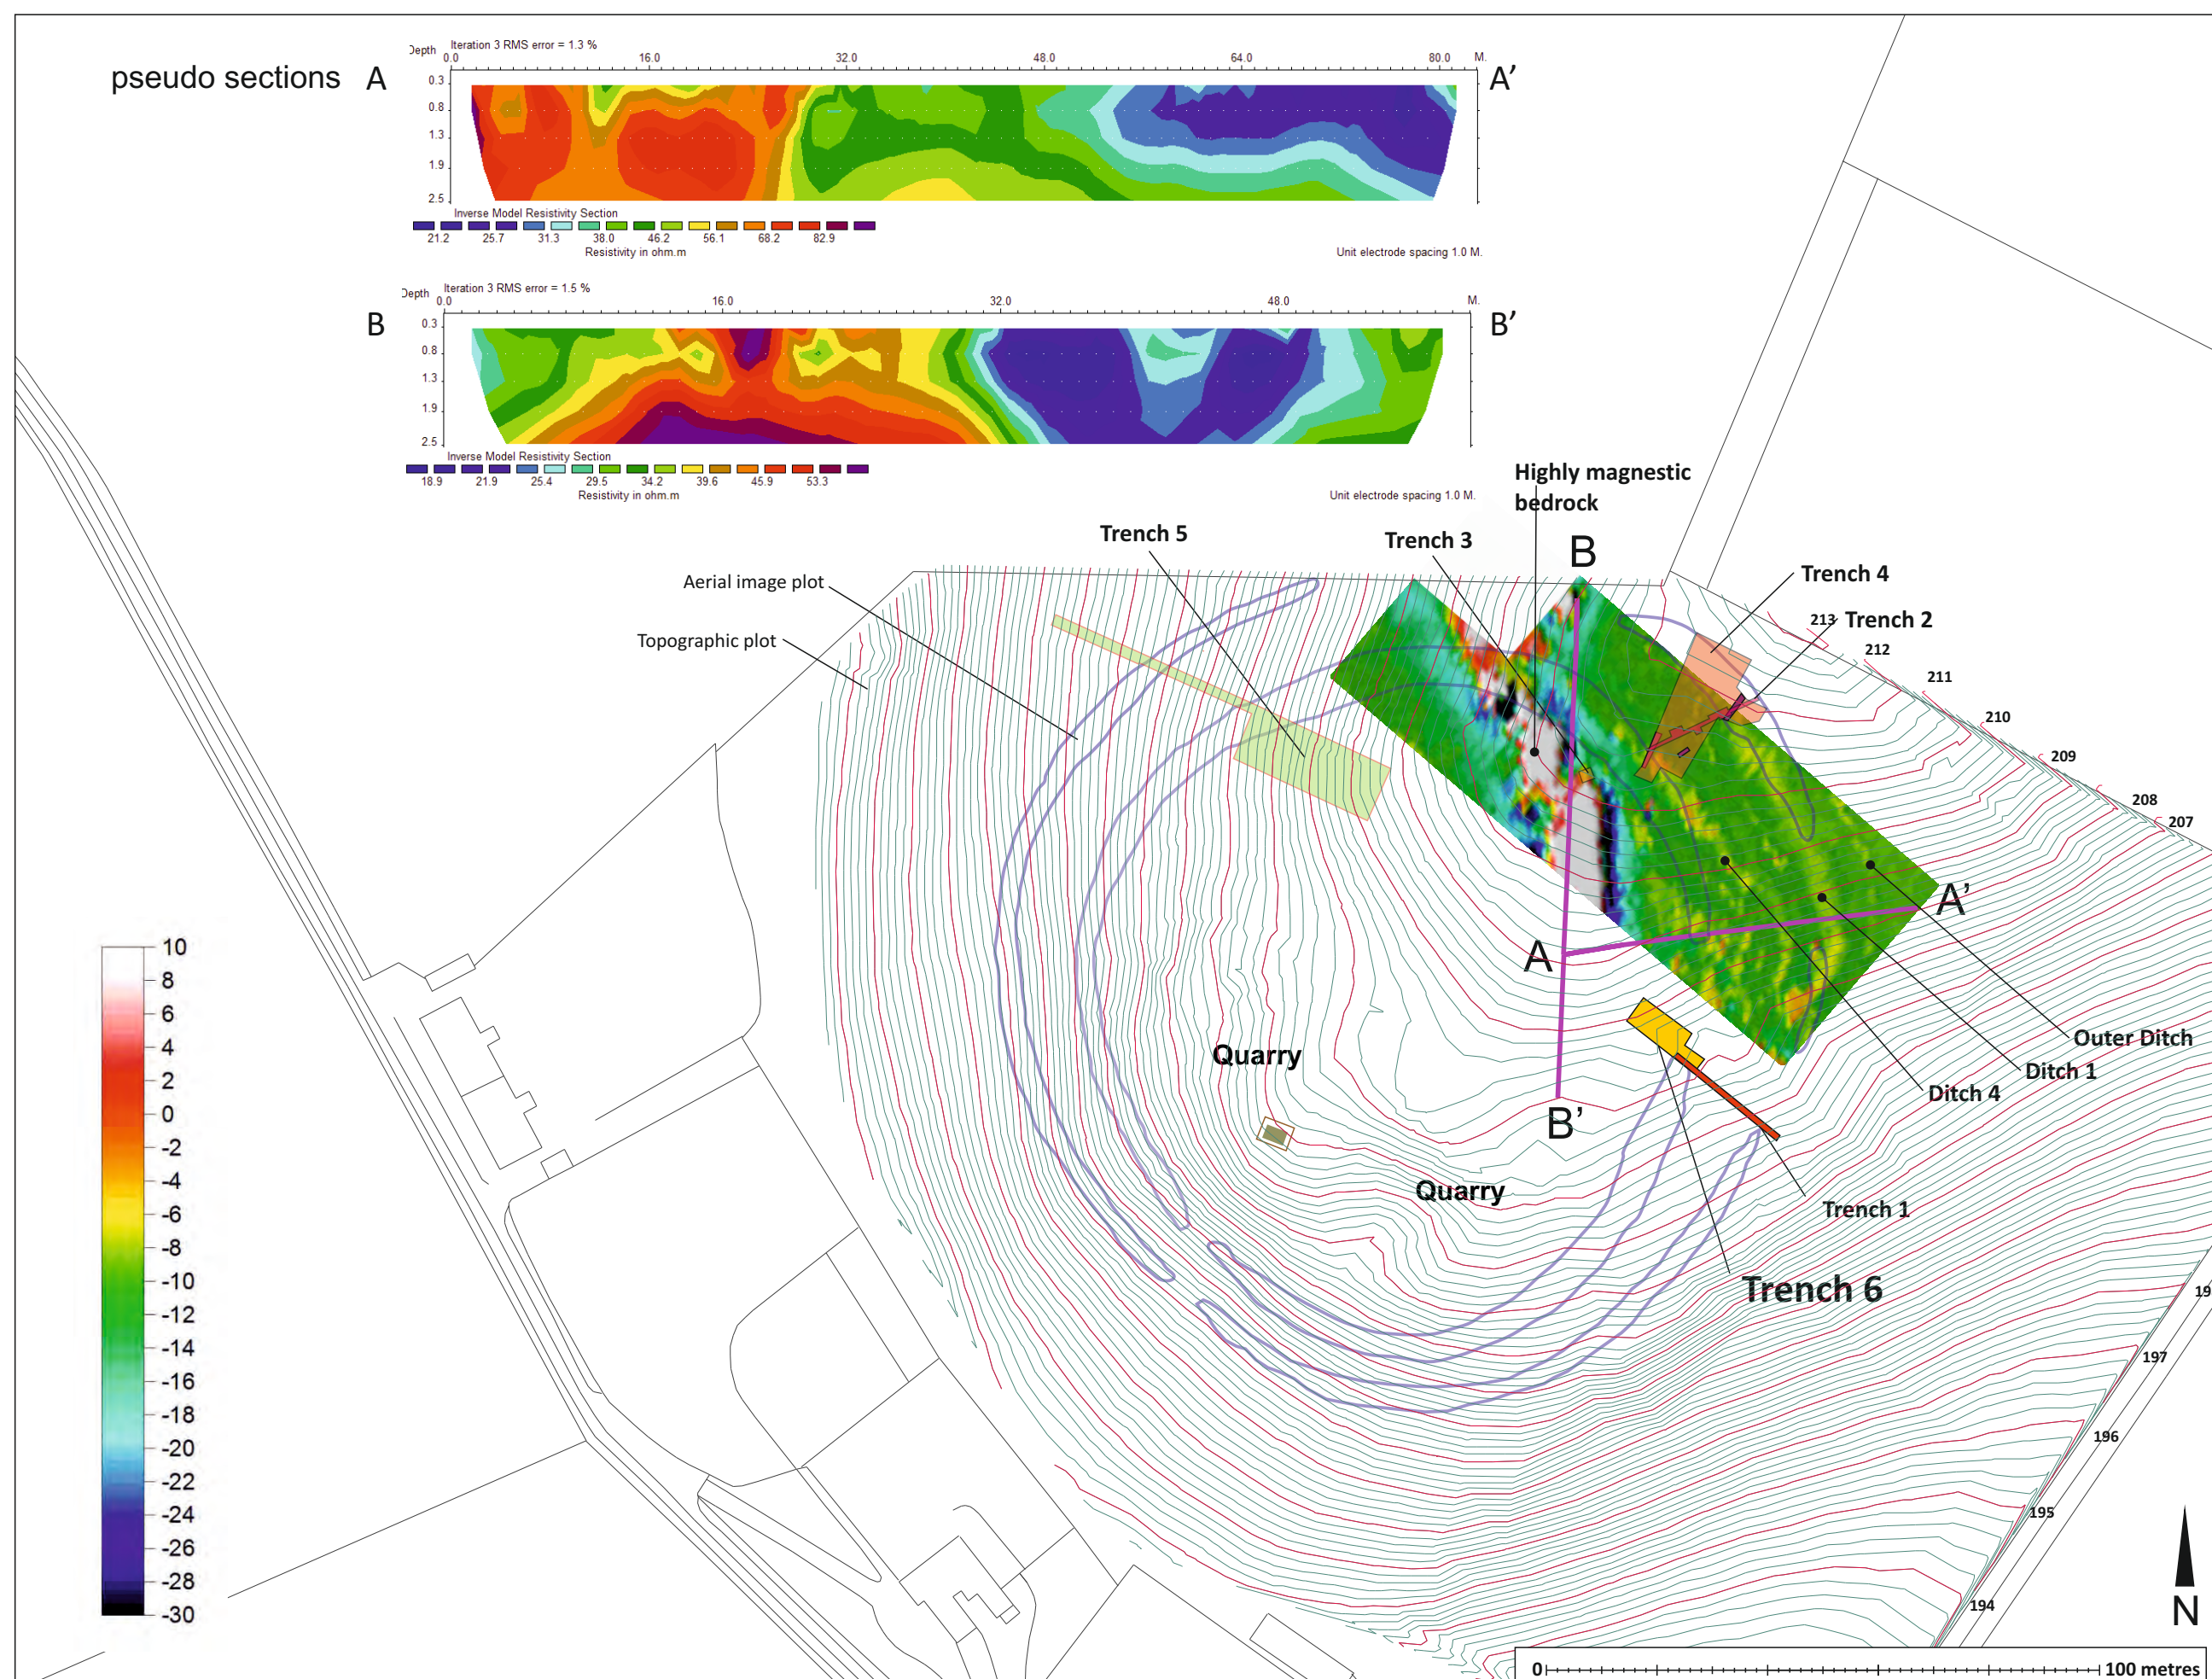 pseudo sections
A
Depth
Iteration 3 RMS error = 1.3 %
0.0 16.0 32.0 48.0 64.0 80.0 M.
A’
0.3
0.8
1.3
1.9
2.5
Inverse Model Resistivity Section
21.2 25.7 31.3 38.0 46.2 56.1 68.2 82.9
Resistivity in ohm.m
Unit electrode spacing 1.0 M.
B
Depth
Iteration 3 RMS error = 1.5 %
0.0 16.0 32.0 48.0 M.
B’
0.3
0.8
1.3
1.9
2.5
Inverse Model Resistivity Section
18.9 21.9 25.4 29.5 34.2 39.6 45.9 53.3
Resistivity in ohm.m
Unit electrode spacing 1.0 M.
Highly magnestic
bedrock
Trench 5
Trench 3
B
Aerial image plot
Trench 4
Topographic plot
213
Trench 2
212
211
210
209
208
207
A’
A
Quarry
Outer Ditch
Ditch 1
Ditch 4
B’
Quarry
Trench 1
Trench 6
19
197
196
195
194
10
8
6
4
2
0
-2
-4
-6
-8
-10
-12
-14
-16
-18
-20
-22
-24
-26
-28
-30
N
0
100 metres